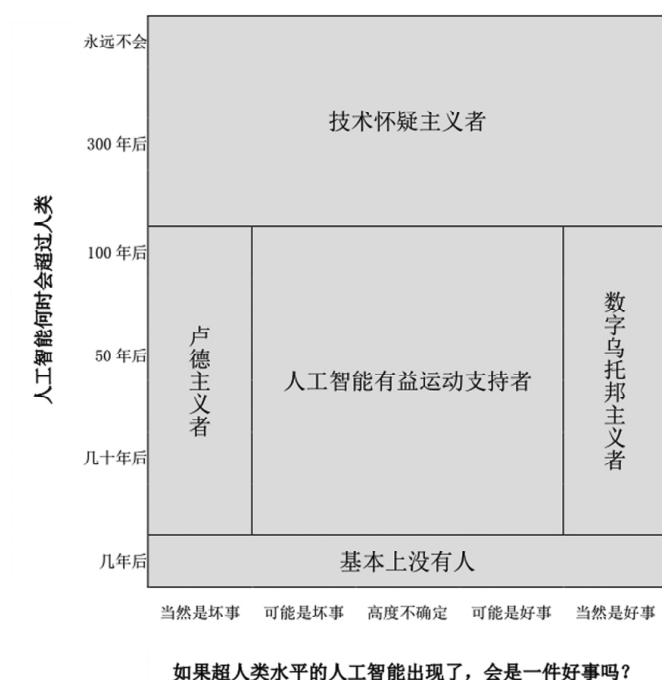 永远不会
技术怀疑主义者
300 年后
人工智能何时会超过人类
100 年后
卢德主义者
人工智能有益运动支持者
数字乌托邦主义者
50 年后
几十年后
几年后
基本上没有人
当然是坏事 可能是坏事 高度不确定 可能是好事 当然是好事
如果超人类水平的人工智能出现了，会是一件好事吗？